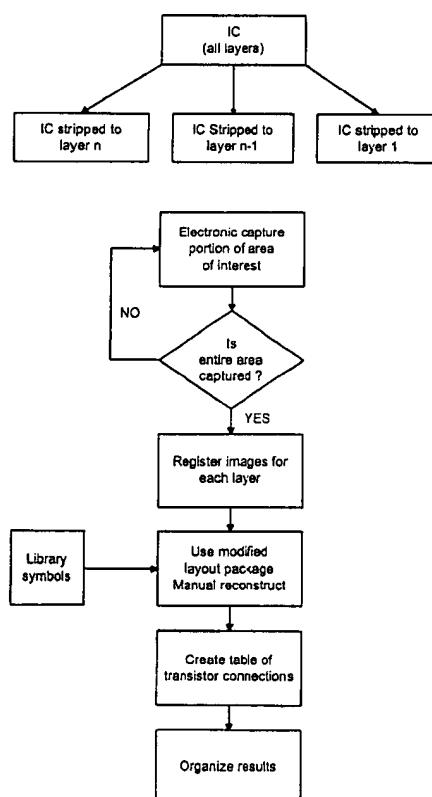 IC
(all layers)
IC stripped to
layer n
IC Stripped to
layer n-1
IC stripped to
layer 1
Electronic capture
portion of area
of interest
NO
Is
entire area
captured ?
YES
Register images for
each layer
Library
symbols
Use modified
layout package
Manual reconstruct
Create table of
transistor connections
Organize results